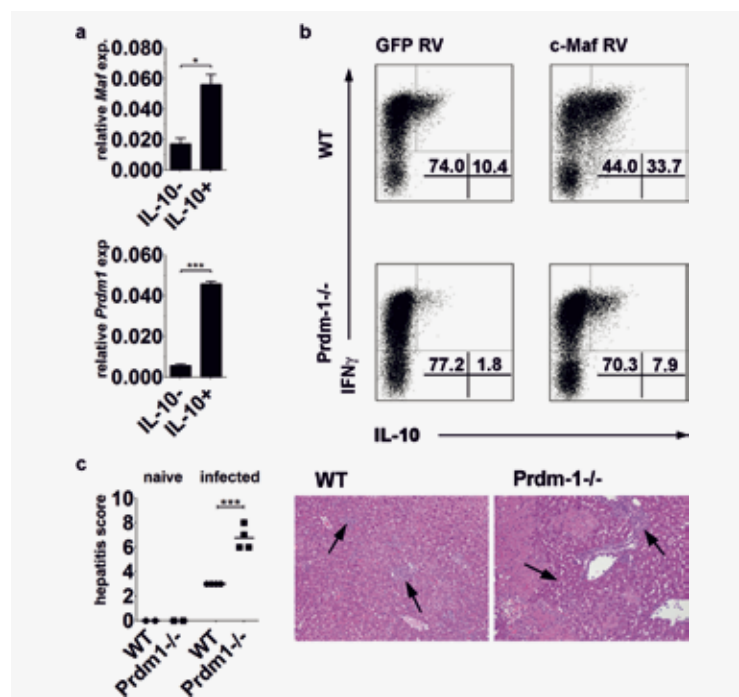 a
relative Maf exp.
0.080
0.060
0.040
0.020
0.000
*
IL-10-
IL-10+
relative Prdm1 exp
0.060
0.040
0.020
0.000
***
IL-10-
IL-10+
b
GFP RV
c-Maf RV
WT
74.0 10.4
44.0 33.7
Prdm-1-/-
77.2 1.8
70.3 7.9
IFNγ
IL-10
c
naive infected
hepatitis score
10
8
6
4
2
0
***
WT
Prdm1-/-
WT
Prdm1-/-
WT
Prdm-1-/-